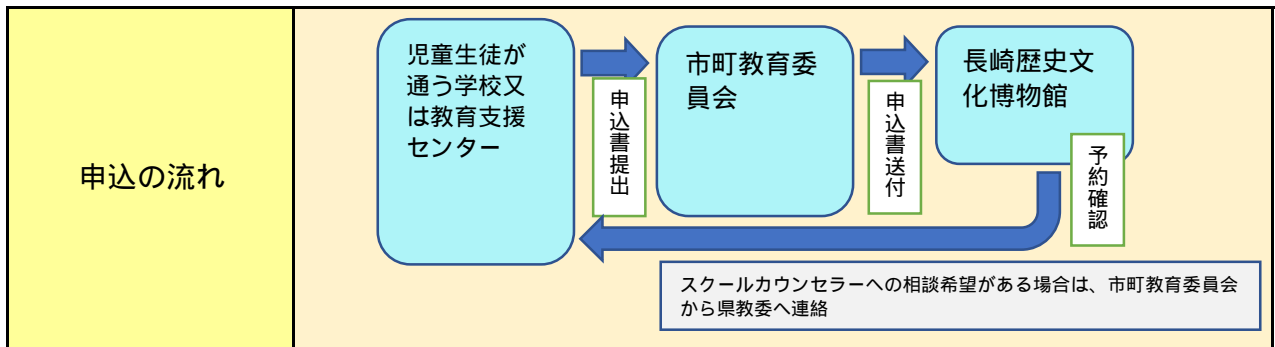 申込の流れ
児童生徒が
通う学校又
は教育支援
センター
申込書提出
市町教育委
員会
申込書送付
長崎歴史文
化博物館
予約確認
スクールカウンセラーへの相談希望がある場合は、市町教育委員会
から県教委へ連絡